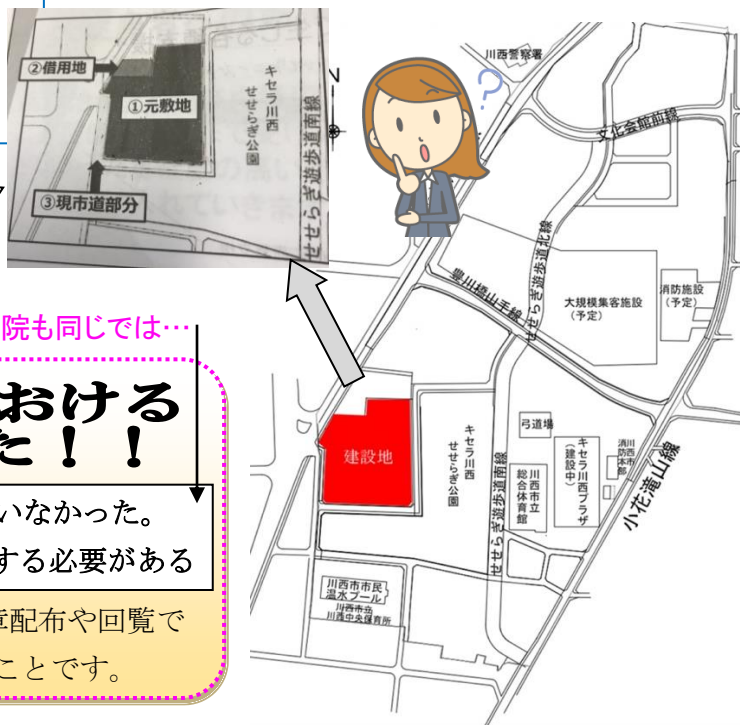 ②借用地
①元敷地
③現市道部分
キセラ川西
せせらぎ公園
せせらぎ遊歩道南線
?
川西警察署
文化会館前線
せせらぎ遊歩道北線
豊川橋山手線
大規模集客施設
（予定）
消防施設
（予定）
院も同じでは…
おける
た！！
いなかった。
する必要がある
配布や回覧で
ことです。
建設地
キセラ川西
せせらぎ公園
せせらぎ遊歩道南線
弓道場
川西市立
総合体育館
キセラ川西プラザ
（建設中）
川西市
消防本部
小花滝山線
川西市市民
温水プール
川西市立
川西中央保育所